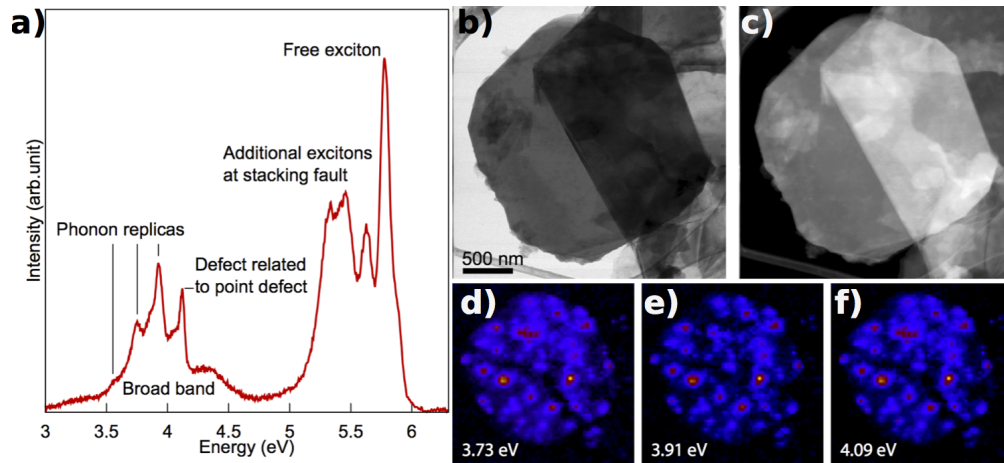 a)
Free exciton
Additional excitons
at stacking fault
Phonon replicas
Defect related
to point defect
Broad band
Intensity (arb.unit)
3 3.5 4 4.5 5 5.5 6
Energy (eV)
b)
500 nm
c)
d)
3.73 eV
e)
3.91 eV
f)
4.09 eV